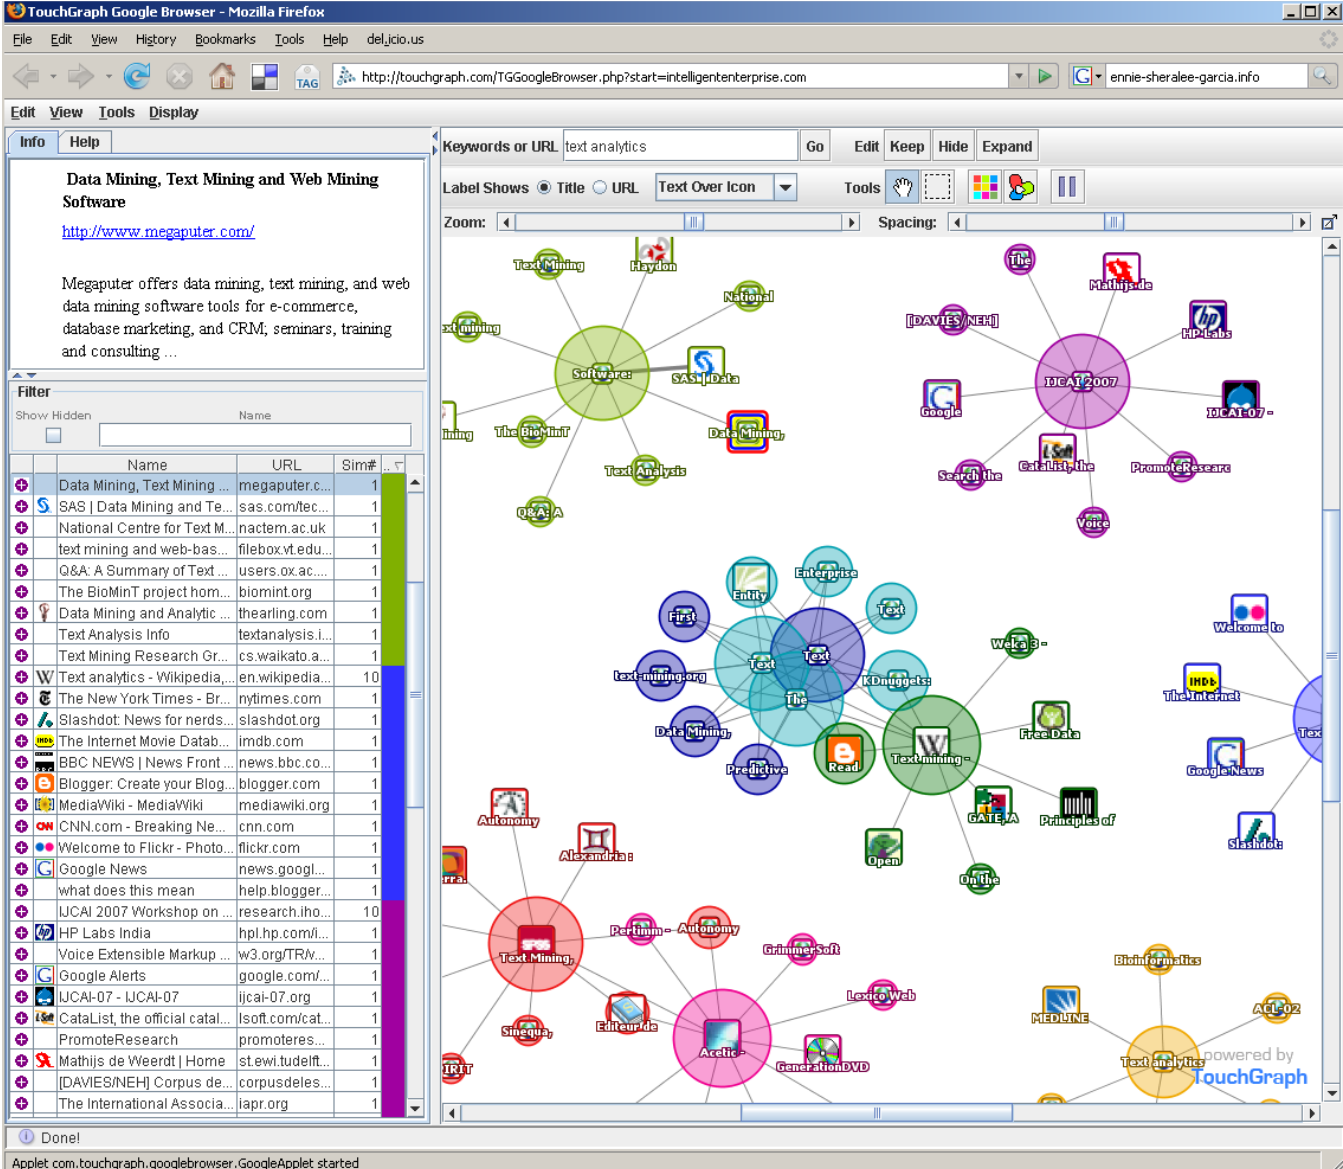 TouchGraph Google Browser - Mozilla Firefox
File Edit View History Bookmarks Tools Help del.icio.us
TAG http://touchgraph.com/TGGoogleBrowser.php?start=intelligententerprise.com G ennie-sheralee-garcia.info
Edit View Tools Display
Info Help
Data Mining, Text Mining and Web Mining
Software
http://www.megaputer.com/
Megaputer offers data mining, text mining, and web
data mining software tools for e-commerce,
database marketing, and CRM; seminars, training
and consulting ...
Filter
Show Hidden Name
Name URL Sim# ..
Data Mining, Text Mining ... megaputer.c... 1
SAS | Data Mining and Te... sas.com/tec... 1
National Centre for Text M... nactem.ac.uk 1
text mining and web-bas... filebox.vt.edu... 1
Q&A: A Summary of Text ... users.ox.ac.... 1
The BioMinT project hom... biomint.org 1
Data Mining and Analytic ... thearling.com 1
Text Analysis Info textanalysis.i... 1
Text Mining Research Gr... cs.waikato.a... 1
W Text analytics - Wikipedia,... en.wikipedia... 10
The New York Times - Br... nytimes.com 1
Slashdot: News for nerds... slashdot.org 1
IMDb The Internet Movie Datab... imdb.com 1
BBC NEWS | News Front ... news.bbc.co... 1
Blogger: Create your Blog... blogger.com 1
MediaWiki - MediaWiki mediawiki.org 1
CNN CNN.com - Breaking Ne... cnn.com 1
Welcome to Flickr - Photo... flickr.com 1
G Google News news.googl... 1
what does this mean help.blogger... 1
IJCAI 2007 Workshop on ... research.iho... 10
hp HP Labs India hpl.hp.com/i... 1
Voice Extensible Markup ... w3.org/TR/v... 1
G Google Alerts google.com/... 1
IJCAI-07 - IJCAI-07 ijcai-07.org 1
L-Soft CataList, the official catal... lsoft.com/cat... 1
PromoteResearch promoteres... 1
Mathijs de Weerdt | Home st.ewi.tudelft... 1
[DAVIES/NEH] Corpus de... corpusdeles... 1
The International Associa... iapr.org 1
Keywords or URL text analytics Go Edit Keep Hide Expand
Label Shows Title URL Text Over Icon Tools
Zoom: Spacing:
Text Mining
Haydon
National
ext mining
Software:
SAS | Data
ining
The BioMinT
Data Mining,
Text Analysis
Q&A: A
The
Mathijs de
[DAVIES/NEH]
hp
HP Labs
IJCAI 2007
G
Google
IJCAI-07 -
L-Soft
CataList, the
Search the
PromoteResearc
Voice
Entity
Enterprise
First
Text
Text
Text
text-mining.org
KDnuggets:
The
Data Mining,
Predictive
Read
W
Text mining -
Weka 3 -
Free Data
GATE, A
Principles of
Open
On the
Welcome to
IMDb
The Internet
Tex
G
Google News
Slashdot:
Autonomy
Alexandria :
rra.
SPSS
Text Mining,
Pertinm -
Autonomy
GrimmerSoft
Lexico Web
Editeur de
Sinequa,
IRIT
Acetic -
GenerationDVD
Bioinformatics
MEDLINE
ACL-02
Text analytics
powered by
TouchGraph
Done!
Applet com.touchgraph.googlebrowser.GoogleApplet started